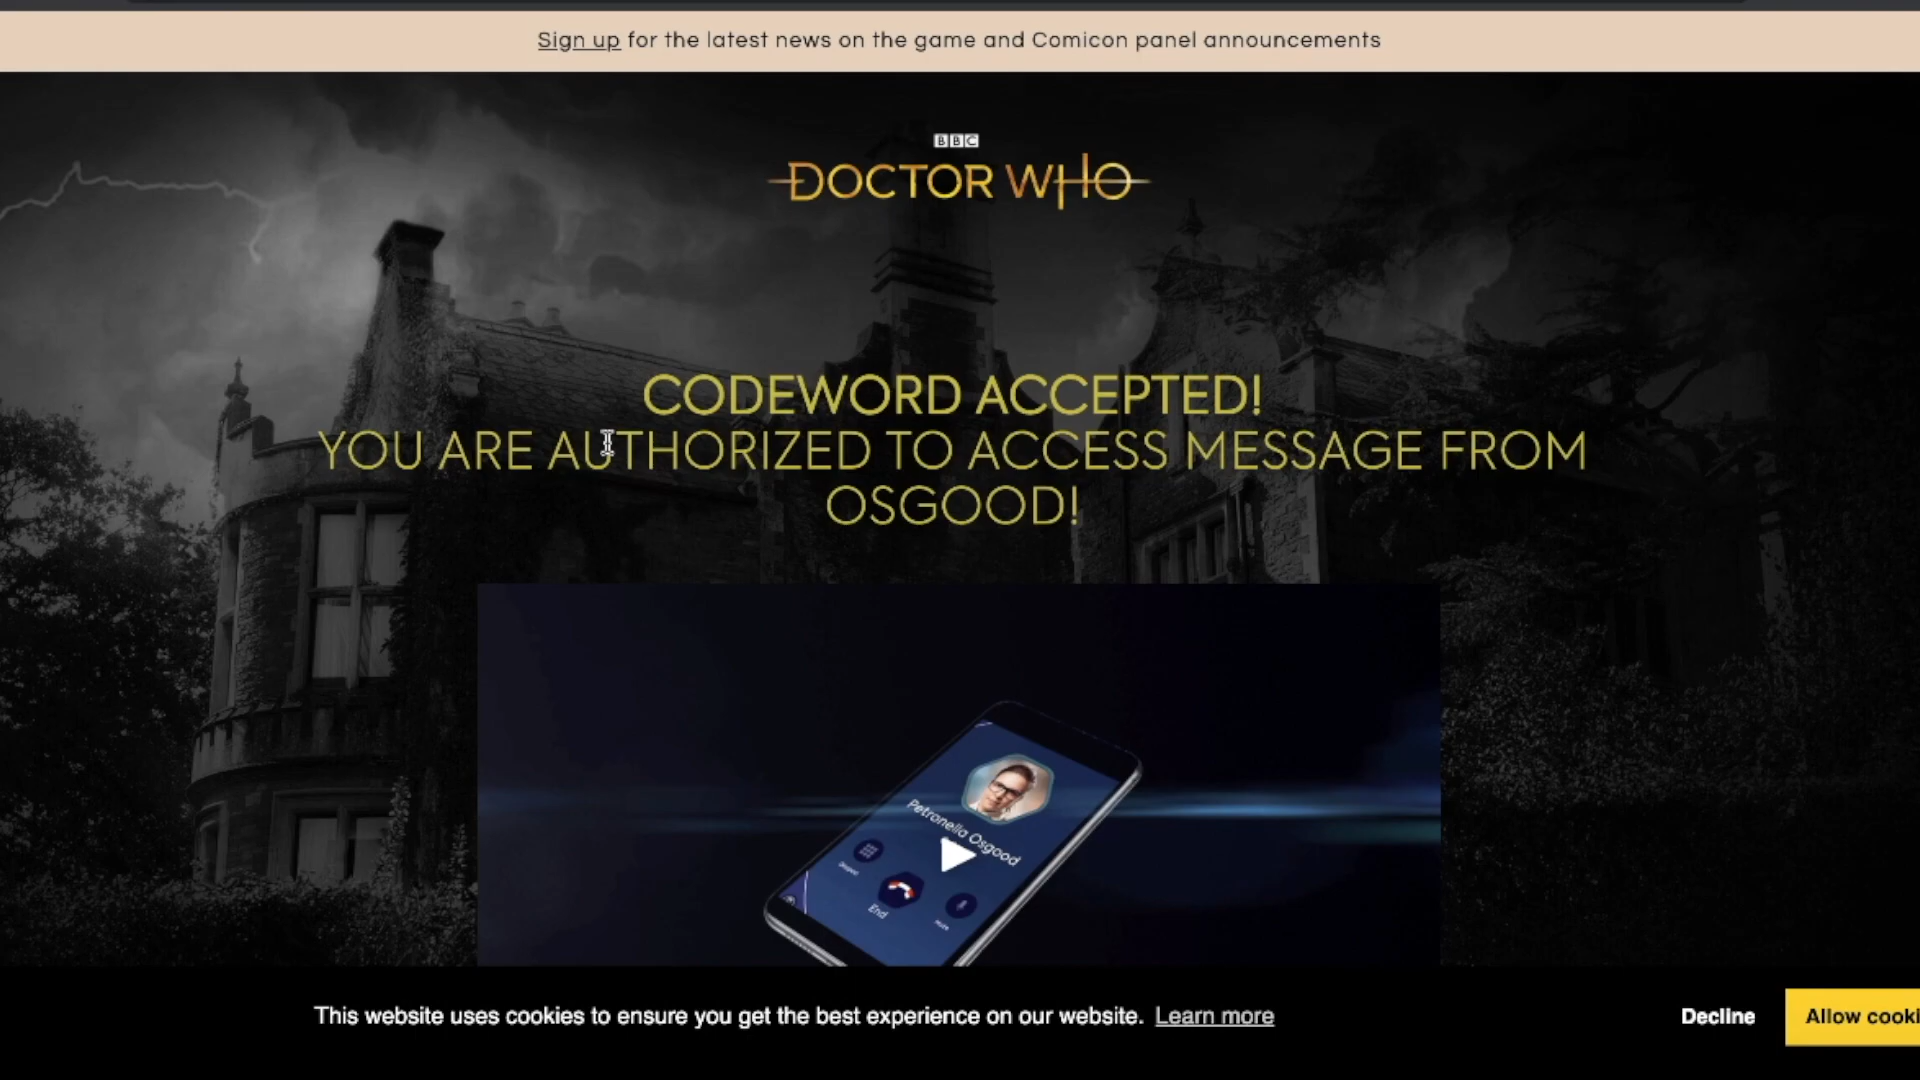 Sign up for the latest news on the game and Comicon panel announcements
BBC
DOCTOR WHO
CODEWORD ACCEPTED!
YOU ARE AUTHORIZED TO ACCESS MESSAGE FROM
OSGOOD!
Petronella Osgood
End
This website uses cookies to ensure you get the best experience on our website. Learn more
Decline
Allow cooki